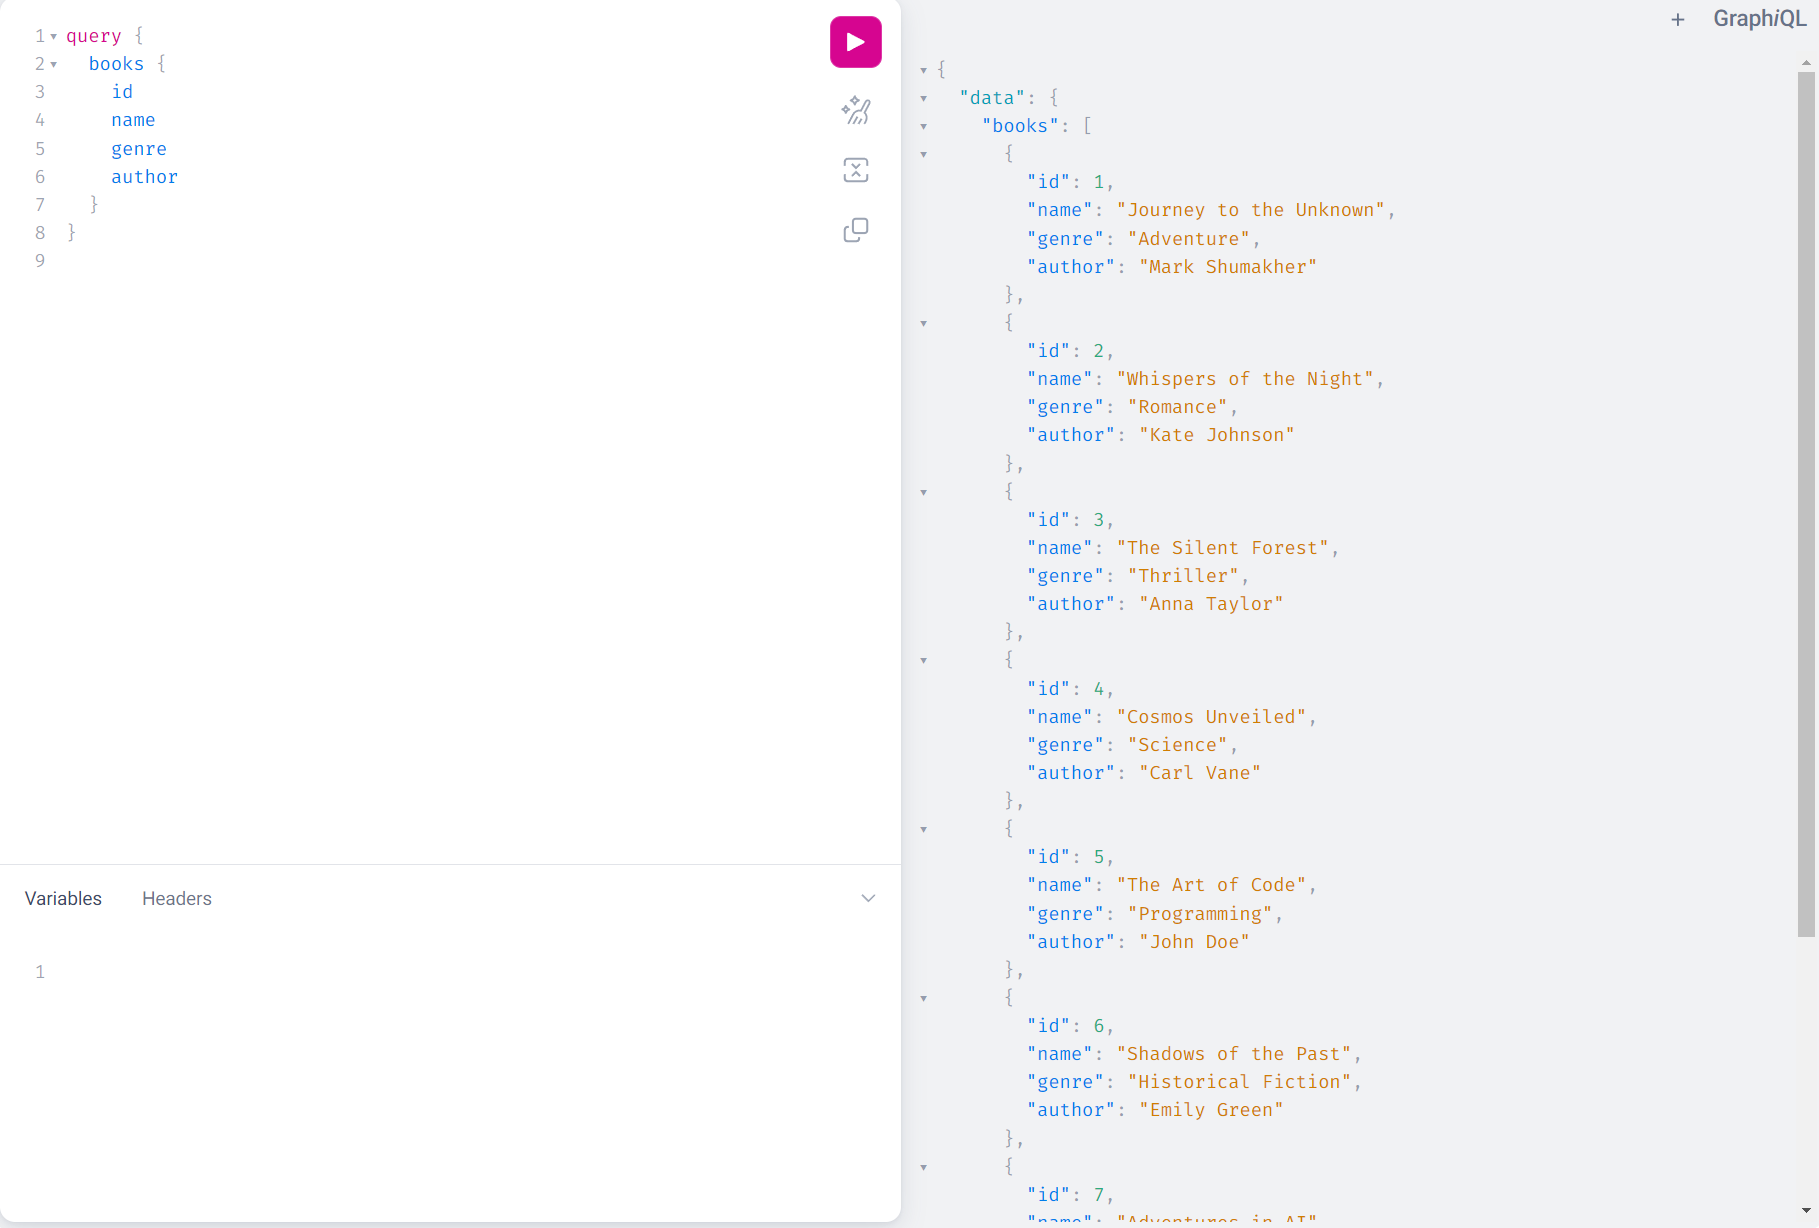 1 query {
2 books {
3 id
4 name
5 genre
6 author
7 }
8 }
9
Variables Headers
1
+ GraphiQL
{
"data": {
"books": [
{
"id": 1,
"name": "Journey to the Unknown",
"genre": "Adventure",
"author": "Mark Shumakher"
},
{
"id": 2,
"name": "Whispers of the Night",
"genre": "Romance",
"author": "Kate Johnson"
},
{
"id": 3,
"name": "The Silent Forest",
"genre": "Thriller",
"author": "Anna Taylor"
},
{
"id": 4,
"name": "Cosmos Unveiled",
"genre": "Science",
"author": "Carl Vane"
},
{
"id": 5,
"name": "The Art of Code",
"genre": "Programming",
"author": "John Doe"
},
{
"id": 6,
"name": "Shadows of the Past",
"genre": "Historical Fiction",
"author": "Emily Green"
},
{
"id": 7,
"name": "Adventures in AI"